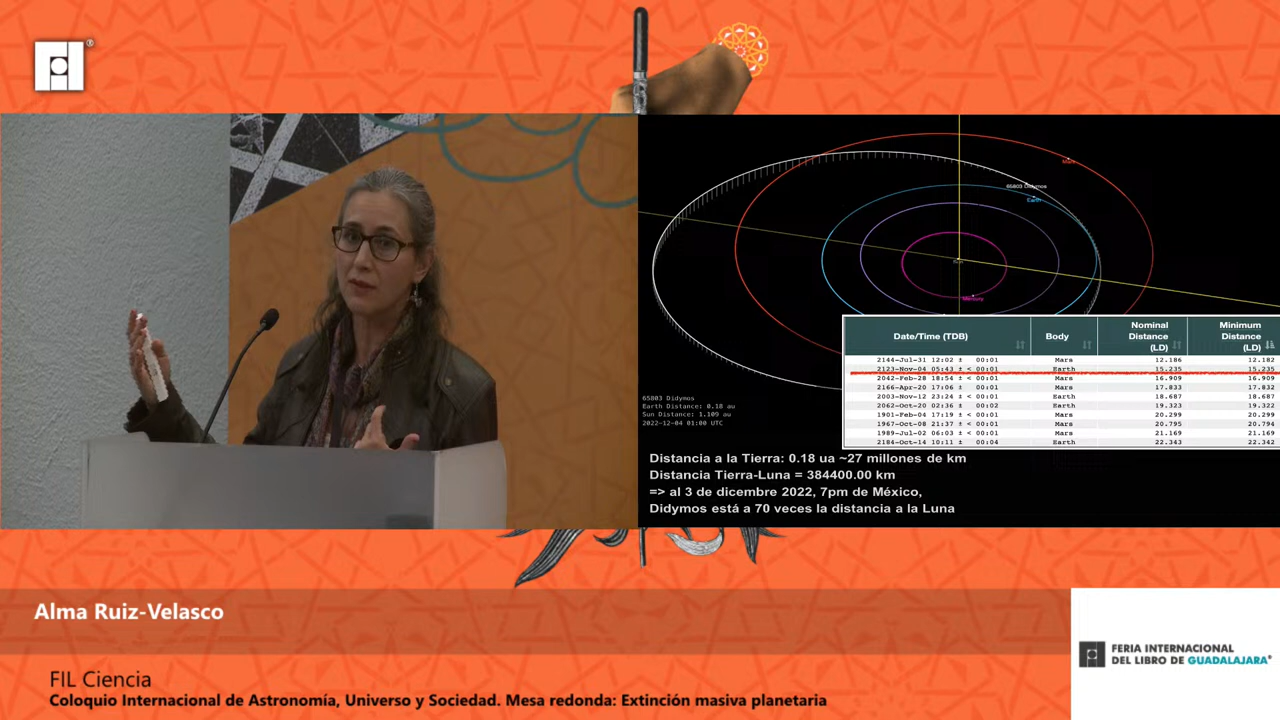 ®
Mars
65803 Didymos
Earth
Sun
Mercury
65803 Didymos
Earth Distance: 0.18 au
Sun Distance: 1.109 au
2022-12-04 01:00 UTC
Date/Time (TDB) Body Nominal Distance (LD) Minimum Distance (LD)
2144-Jul-31 12:02 ± 00:01 Mars 12.186 12.182
2123-Nov-04 05:43 ± < 00:01 Earth 15.235 15.235
2042-Feb-28 18:54 ± < 00:01 Mars 16.909 16.909
2166-Apr-20 17:06 ± 00:01 Mars 17.833 17.832
2003-Nov-12 23:24 ± < 00:01 Earth 18.687 18.687
2062-Oct-20 02:36 ± 00:02 Earth 19.323 19.322
1901-Feb-04 17:19 ± < 00:01 Mars 20.299 20.299
1967-Oct-08 21:37 ± < 00:01 Mars 20.795 20.794
1989-Jul-02 06:03 ± < 00:01 Mars 21.169 21.169
2184-Oct-14 10:11 ± 00:04 Earth 22.343 22.342
Distancia a la Tierra: 0.18 ua ~27 millones de km
Distancia Tierra-Luna = 384400.00 km
=> al 3 de dicembre 2022, 7pm de México,
Didymos está a 70 veces la distancia a la Luna
Alma Ruiz-Velasco
FIL Ciencia
Coloquio Internacional de Astronomía, Universo y Sociedad. Mesa redonda: Extinción masiva planetaria
FERIA INTERNACIONAL
DEL LIBRO DE GUADALAJARA®